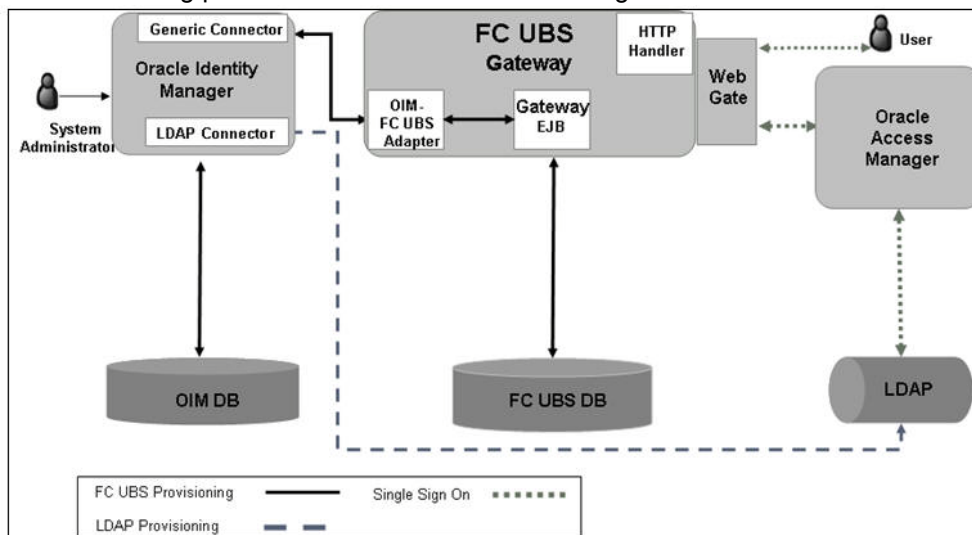 Generic Connector
Oracle Identity
Manager
LDAP Connector
System
Administrator
FC UBS
Gateway
HTTP
Handler
OIM-
FC UBS
Adapter
Gateway
EJB
Web
Gate
User
Oracle
Access
Manager
OIM DB
FC UBS DB
LDAP
FC UBS Provisioning
Single Sign On
LDAP Provisioning